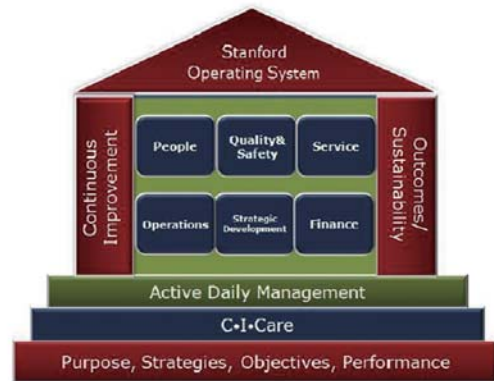 Stanford
Operating System
Continuous
Improvement
People
Quality&
Safety
Service
Operations
Strategic
Development
Finance
Outcomes/
Sustainability
Active Daily Management
C•I•Care
Purpose, Strategies, Objectives, Performance